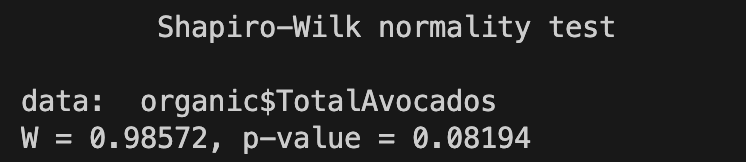 Shapiro-Wilk normality test
data:  organic$TotalAvocados
W = 0.98572, p-value = 0.08194